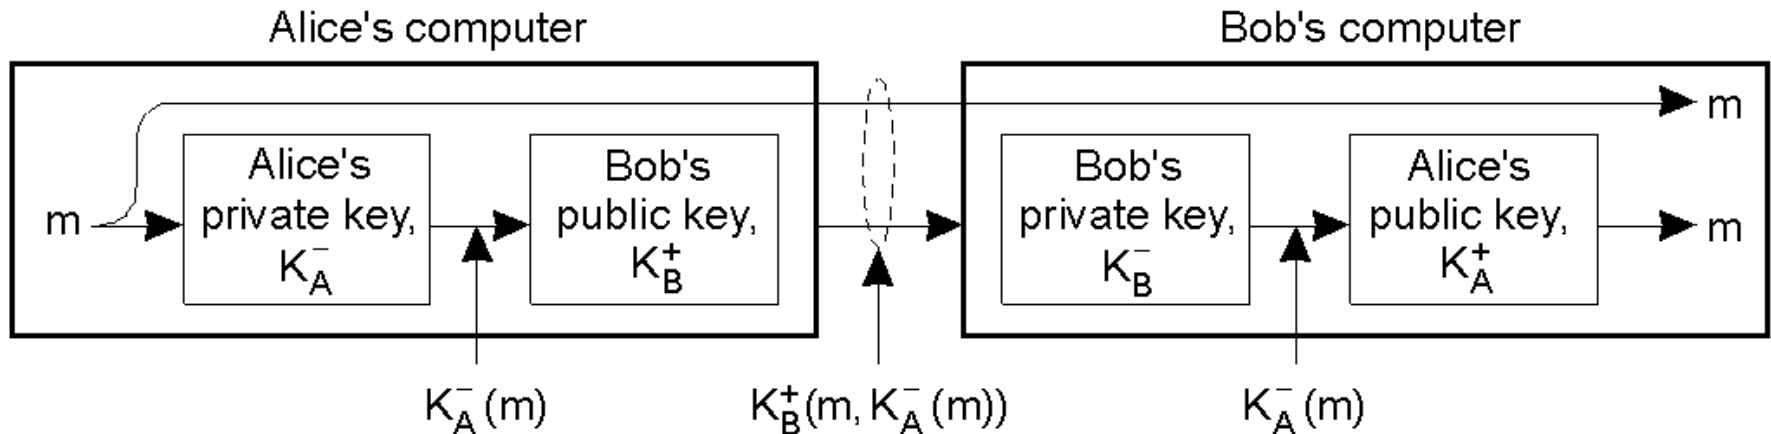 Alice's computer
Bob's computer
m
m
Alice's
private key,
K_A^-
Bob's
public key,
K_B^+
Bob's
private key,
K_B^-
Alice's
public key,
K_A^+
m
K_A^-(m)
K_B^+(m, K_A^-(m))
K_A^-(m)